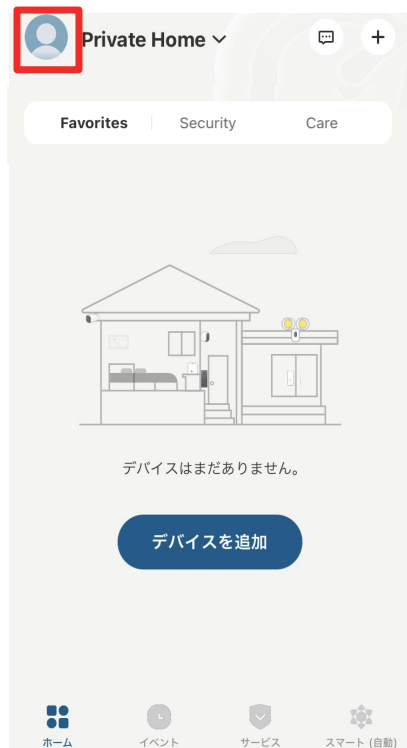 Private Home
Favorites
Security
Care
デバイスはまだありません。
デバイスを追加
ホーム
イベント
サービス
スマート (自動)